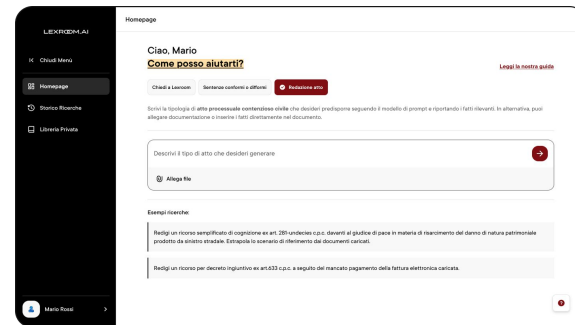 LEXROOM.AI
Chiudi Menù
Homepage
Storico Ricerche
Libreria Privata
Mario Rossi
Homepage
Ciao, Mario
Come posso aiutarti?
Leggi la nostra guida
Chiedi a Lexroom
Sentenze conformi o difformi
Redazione atto
Scrivi la tipologia di atto processuale contenzioso civile che desideri predisporre seguendo il modello di prompt e riportando i fatti rilevanti. In alternativa, puoi
allegare documentazione o inserire i fatti direttamente nel documento.
Descrivi il tipo di atto che desideri generare
Allega file
Esempi ricerche:
Redigi un ricorso semplificato di cognizione ex art. 281-undecies c.p.c. davanti al giudice di pace in materia di risarcimento del danno di natura patrimoniale
prodotto da sinistro stradale. Estrapola lo scenario di riferimento dai documenti caricati.
Redigi un ricorso per decreto ingiuntivo ex art.633 c.p.c. a seguito del mancato pagamento della fattura elettronica caricata.